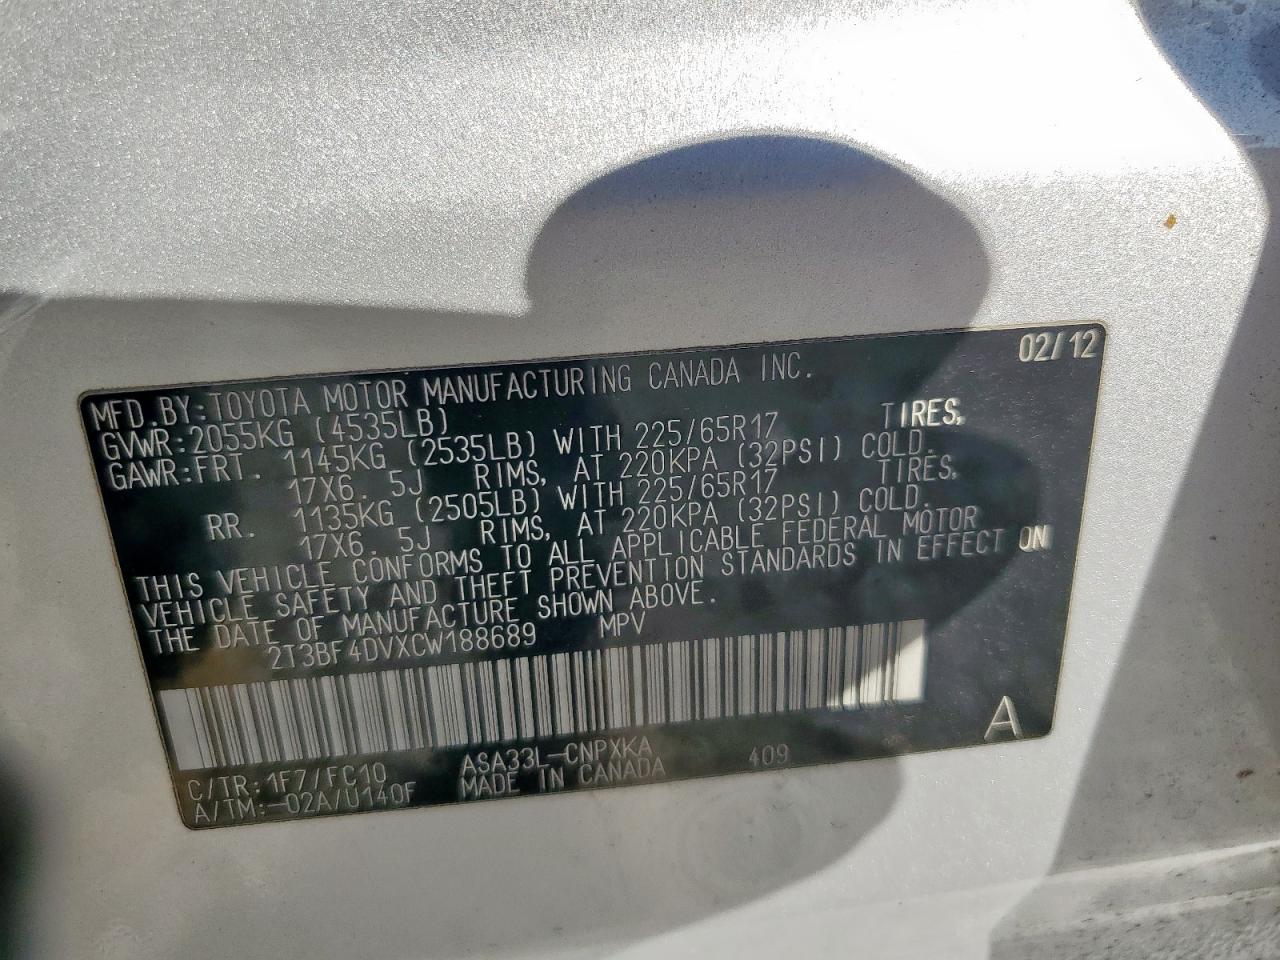 02/12
MFD.BY:TOYOTA MOTOR MANUFACTURING CANADA INC.
GVWR:2055KG (4535LB)
GAWR:FRT. 1145KG (2535LB) WITH 225/65R17 TIRES,
17X6.5J RIMS, AT 220KPA (32PSI) COLD.
RR. 1135KG (2505LB) WITH 225/65R17 TIRES,
17X6.5J RIMS, AT 220KPA (32PSI) COLD.
THIS VEHICLE CONFORMS TO ALL APPLICABLE FEDERAL MOTOR
VEHICLE SAFETY AND THEFT PREVENTION STANDARDS IN EFFECT ON
THE DATE OF MANUFACTURE SHOWN ABOVE.
2T3BF4DVXCW188689 MPV
C/TR:1F7/FC10 ASA33L-CNPXKA 409 A
A/TM:-02A/U140F MADE IN CANADA